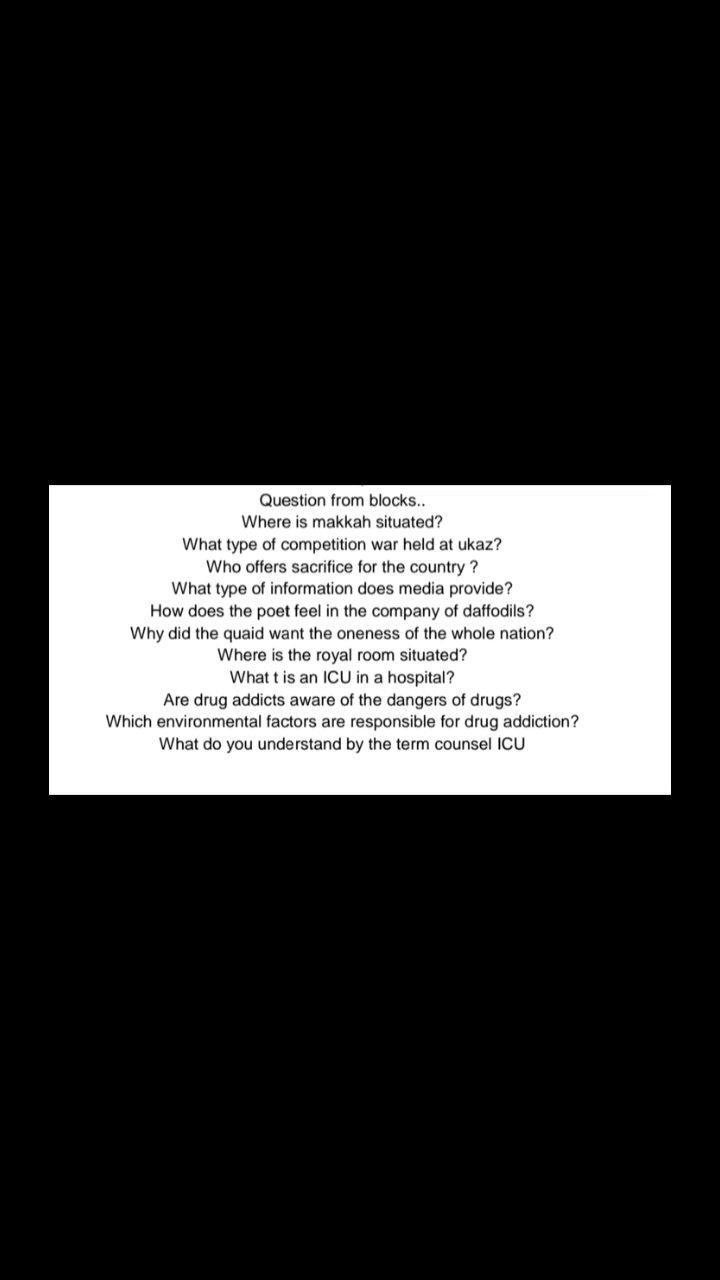 Question from blocks..
Where is makkah situated?
What type of competition war held at ukaz?
Who offers sacrifice for the country ?
What type of information does media provide?
How does the poet feel in the company of daffodils?
Why did the quaid want the oneness of the whole nation?
Where is the royal room situated?
What t is an ICU in a hospital?
Are drug addicts aware of the dangers of drugs?
Which environmental factors are responsible for drug addiction?
What do you understand by the term counsel ICU